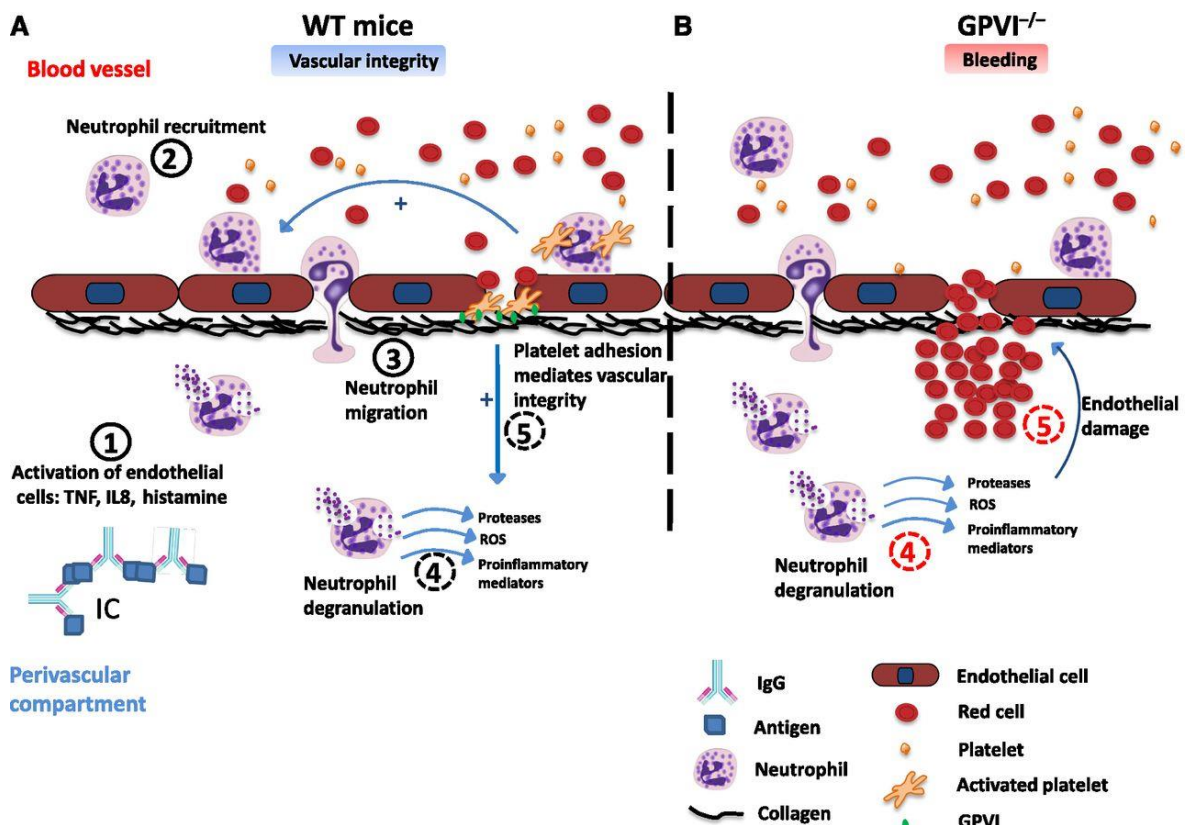 A
WT mice
Vascular integrity
Blood vessel
Neutrophil recruitment
2
+
3
Neutrophil
migration
Platelet adhesion
mediates vascular
integrity
+
5
1
Activation of endothelial
cells: TNF, IL8, histamine
IC
Proteases
ROS
Proinflammatory
mediators
4
Neutrophil
degranulation
Perivascular
compartment
B
GPVI–/–
Bleeding
5
Endothelial
damage
Proteases
ROS
Proinflammatory
mediators
4
Neutrophil
degranulation
IgG
Antigen
Neutrophil
Collagen
Endothelial cell
Red cell
Platelet
Activated platelet
GPVI